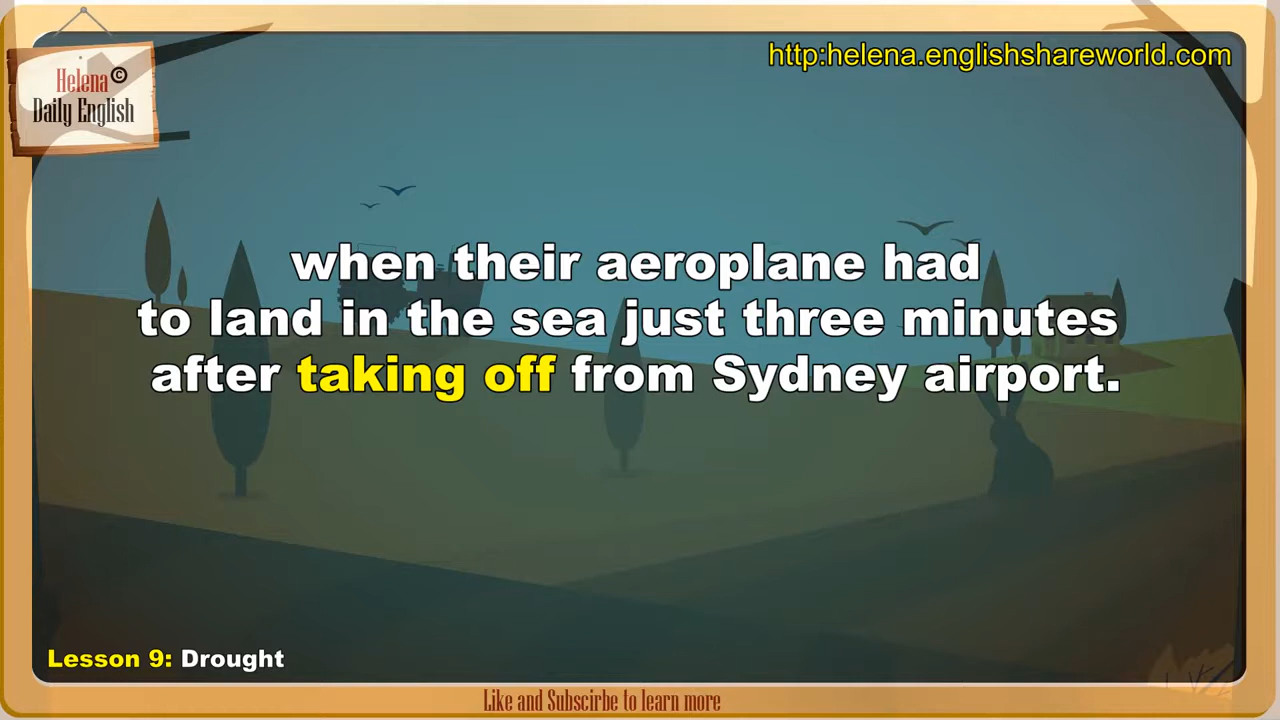 http:helena.englishshareworld.com
Helena©
Daily English
when their aeroplane had
to land in the sea just three minutes
after taking off from Sydney airport.
Lesson 9: Drought
Like and Subscirbe to learn more